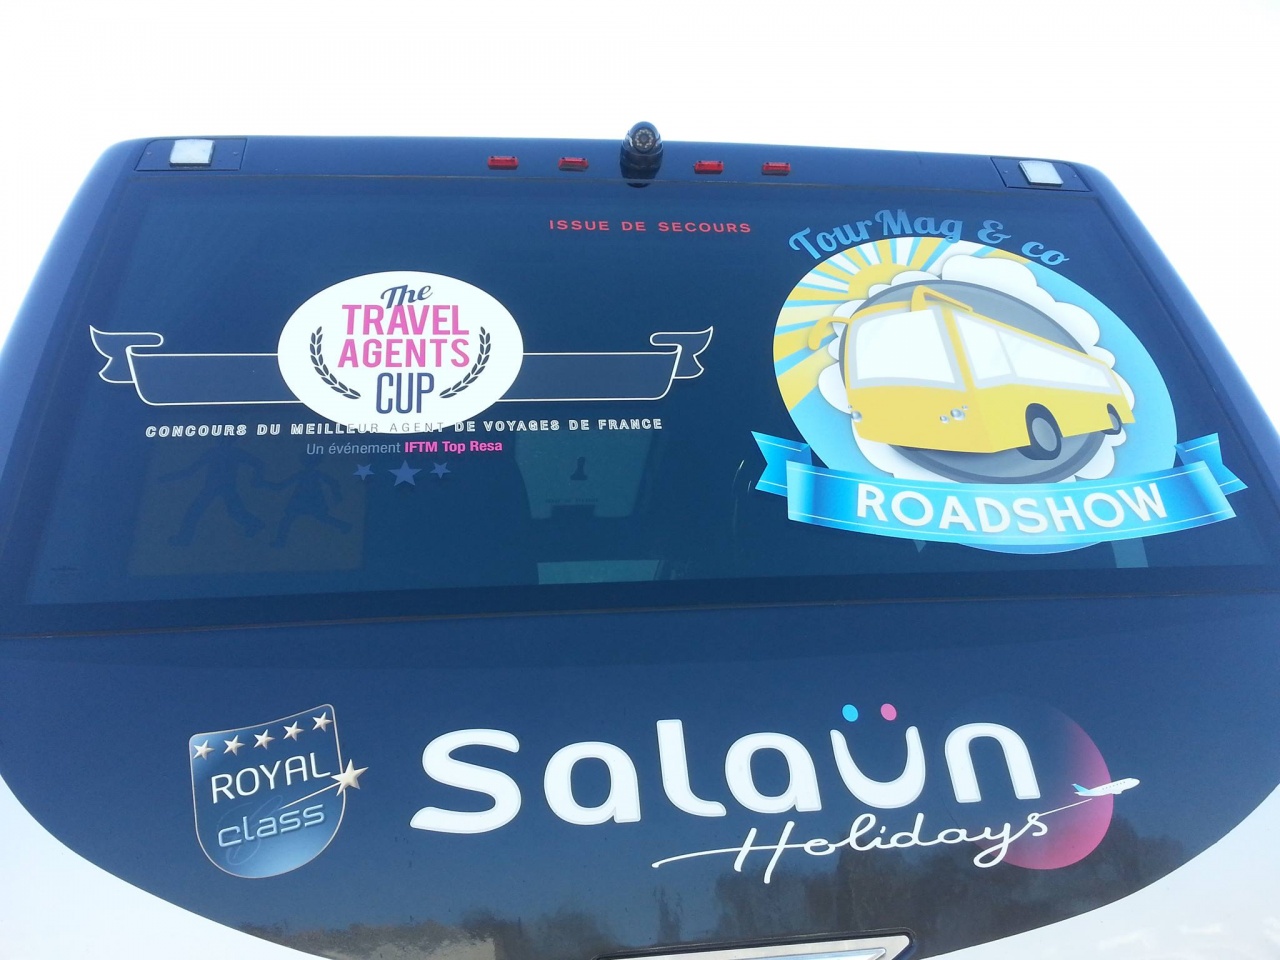 ISSUE DE SECOURS
The
TRAVEL
AGENTS
CUP
CONCOURS DU MEILLEUR AGENT DE VOYAGES DE FRANCE
Un événement IFTM Top Resa
TourMag & co
ROADSHOW
ROYAL
class
Salaün
Holidays